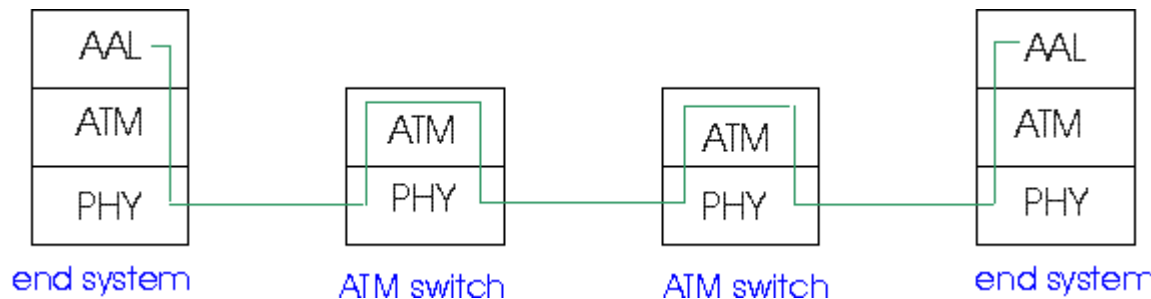 AAL
ATM
PHY
end system
ATM
PHY
ATM switch
ATM
PHY
ATM switch
AAL
ATM
PHY
end system